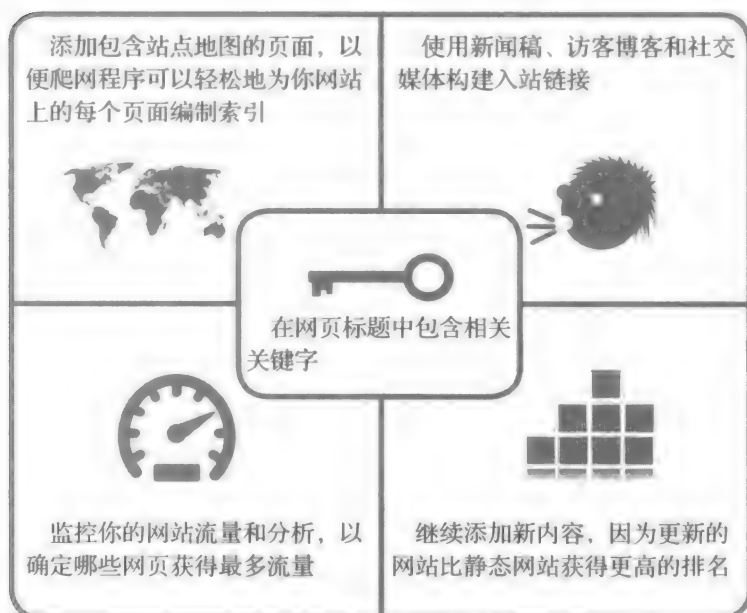 添加包含站点地图的页面，以
便爬网程序可以轻松地为你网站
上的每个页面编制索引
使用新闻稿、访客博客和社交
媒体构建入站链接
在网页标题中包含相关
关键字
监控你的网站流量和分析，以
确定哪些网页获得最多流量
继续添加新内容，因为更新的
网站比静态网站获得更高的排名